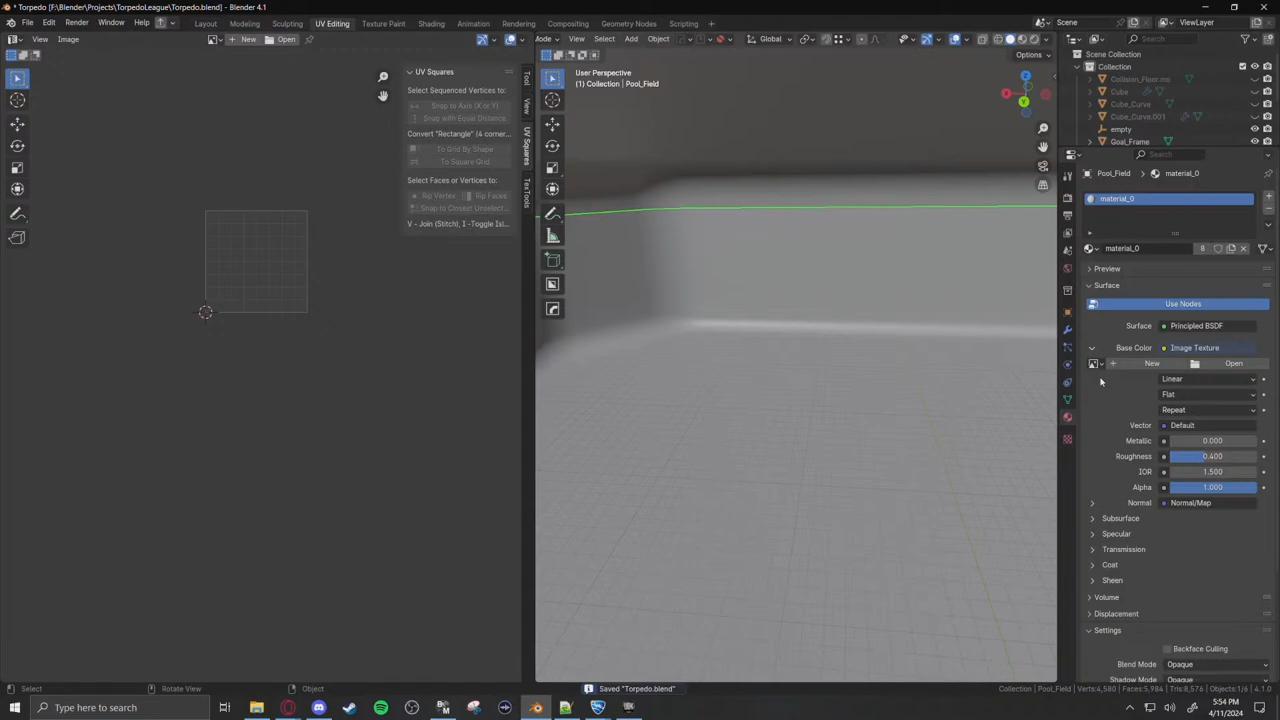 * Torpedo [F:\Blender\Projects\TorpedoLeague\Torpedo.blend] - Blender 4.1
File Edit Render Window Help
Layout Modeling Sculpting UV Editing Texture Paint Shading Animation Rendering Compositing Geometry Nodes Scripting
Scene
ViewLayer
View Image
New Open
Mode View Select Add Object
Global
Options
UV Squares
Select Sequenced Vertices to:
Snap to Axis (X or Y)
Snap with Equal Distance
Convert "Rectangle" (4 corner...
To Grid By Shape
To Square Grid
Select Faces or Vertices to:
Rip Vertex Rip Faces
Snap to Closest Unselect...
V - Join (Stitch), I -Toggle Isl...
Tool
View
UV Squares
TexTools
User Perspective
(1) Collection | Pool_Field
X
Y
Z
Search
Scene Collection
Collection
Collision_Floor.ms
Cube
Cube_Curve
Cube_Curve.001
empty
Goal_Frame
Search
Pool_Field > material_0
material_0
material_0 8
Preview
Surface
Use Nodes
Surface Principled BSDF
Base Color Image Texture
New Open
Linear
Flat
Repeat
Vector Default
Metallic 0.000
Roughness 0.400
IOR 1.500
Alpha 1.000
Normal Normal/Map
Subsurface
Specular
Transmission
Coat
Sheen
Volume
Displacement
Settings
Backface Culling
Blend Mode Opaque
Shadow Mode Opaque
Select Rotate View Object
Saved "Torpedo.blend"
Collection | Pool_Field | Verts:4,580 | Faces:5,984 | Tris:8,576 | Objects:1/6 | 4.1.0
Type here to search
5:54 PM
4/11/2024